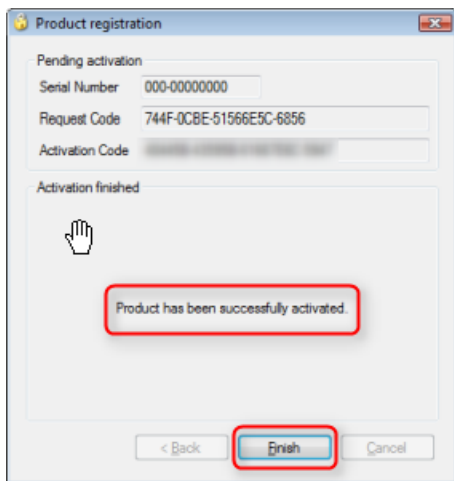 Product registration
Pending activation
Serial Number 000-00000000
Request Code 744F-0CBE-51566E5C-6856
Activation Code
Activation finished
Product has been successfully activated.
< Back Finish Cancel